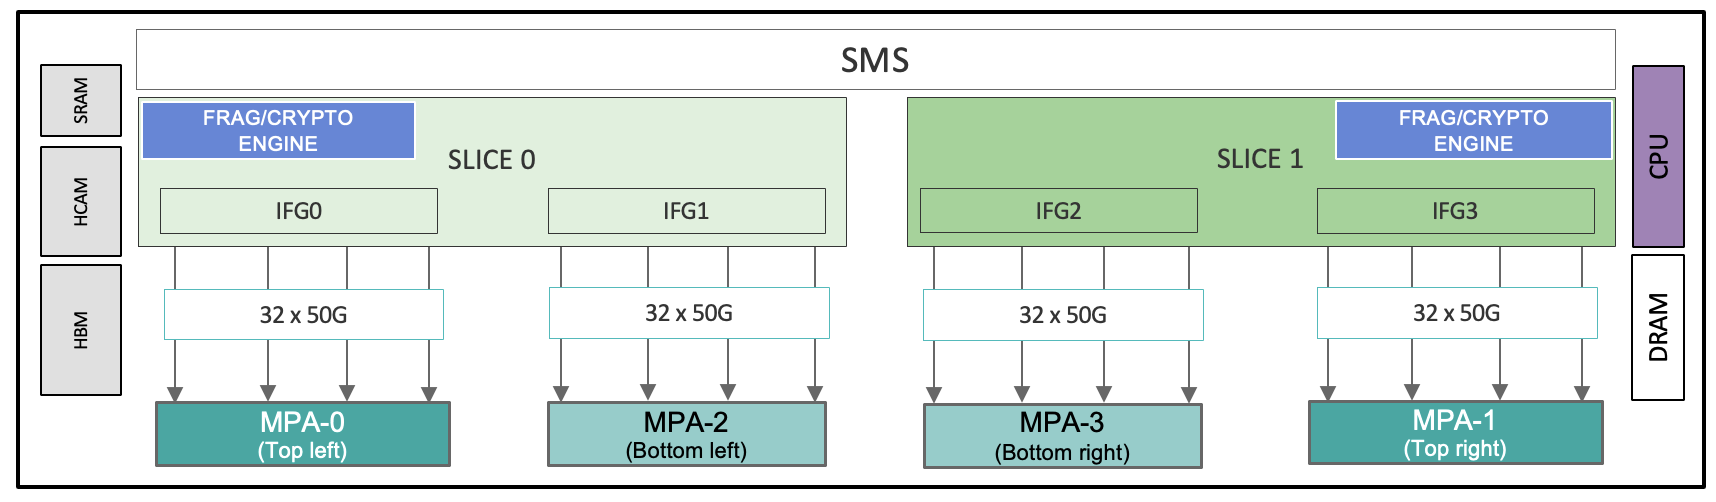 SMS
SRAM
HCAM
HBM
FRAG/CRYPTO
ENGINE
SLICE 0
IFG0
IFG1
SLICE 1
FRAG/CRYPTO
ENGINE
IFG2
IFG3
CPU
DRAM
32 x 50G
32 x 50G
32 x 50G
32 x 50G
MPA-0
(Top left)
MPA-2
(Bottom left)
MPA-3
(Bottom right)
MPA-1
(Top right)